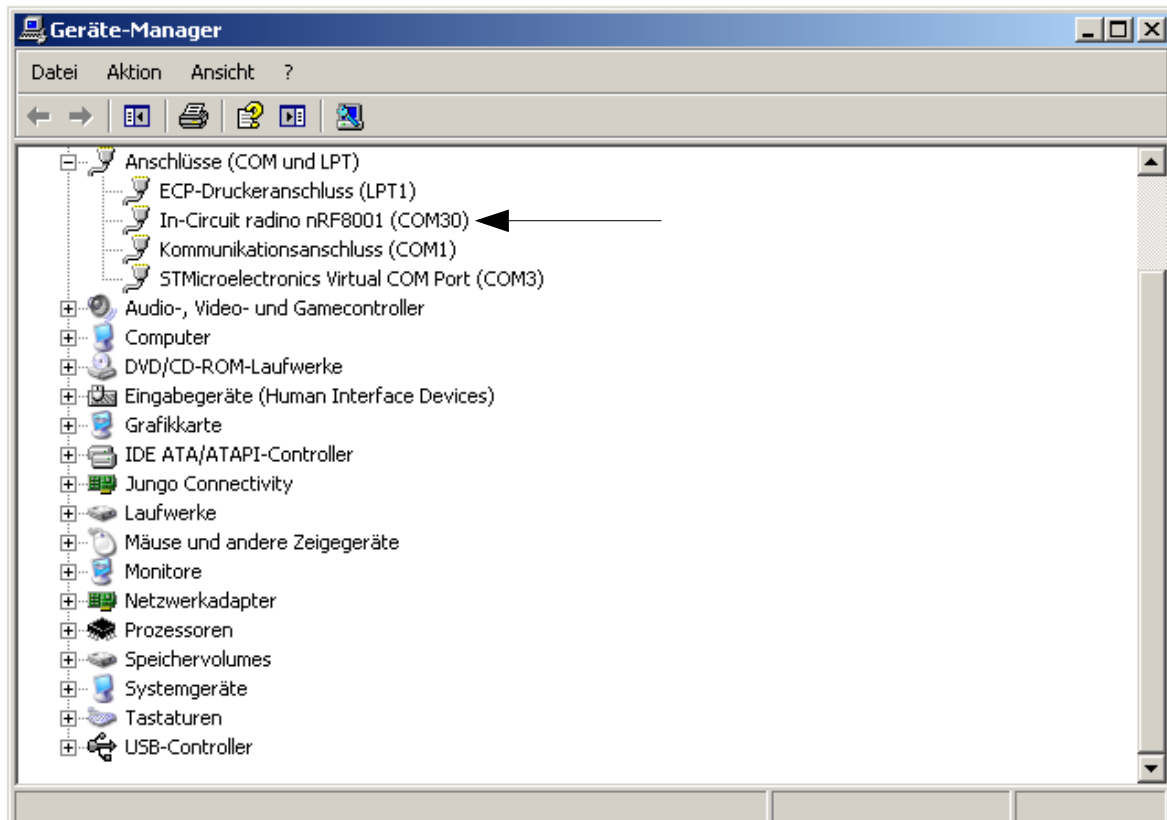 Geräte-Manager
Datei Aktion Ansicht ?
Anschlüsse (COM und LPT)
ECP-Druckeranschluss (LPT1)
In-Circuit radino nRF8001 (COM30)
Kommunikationsanschluss (COM1)
STMicroelectronics Virtual COM Port (COM3)
Audio-, Video- und Gamecontroller
Computer
DVD/CD-ROM-Laufwerke
Eingabegeräte (Human Interface Devices)
Grafikkarte
IDE ATA/ATAPI-Controller
Jungo Connectivity
Laufwerke
Mäuse und andere Zeigegeräte
Monitore
Netzwerkadapter
Prozessoren
Speichervolumes
Systemgeräte
Tastaturen
USB-Controller